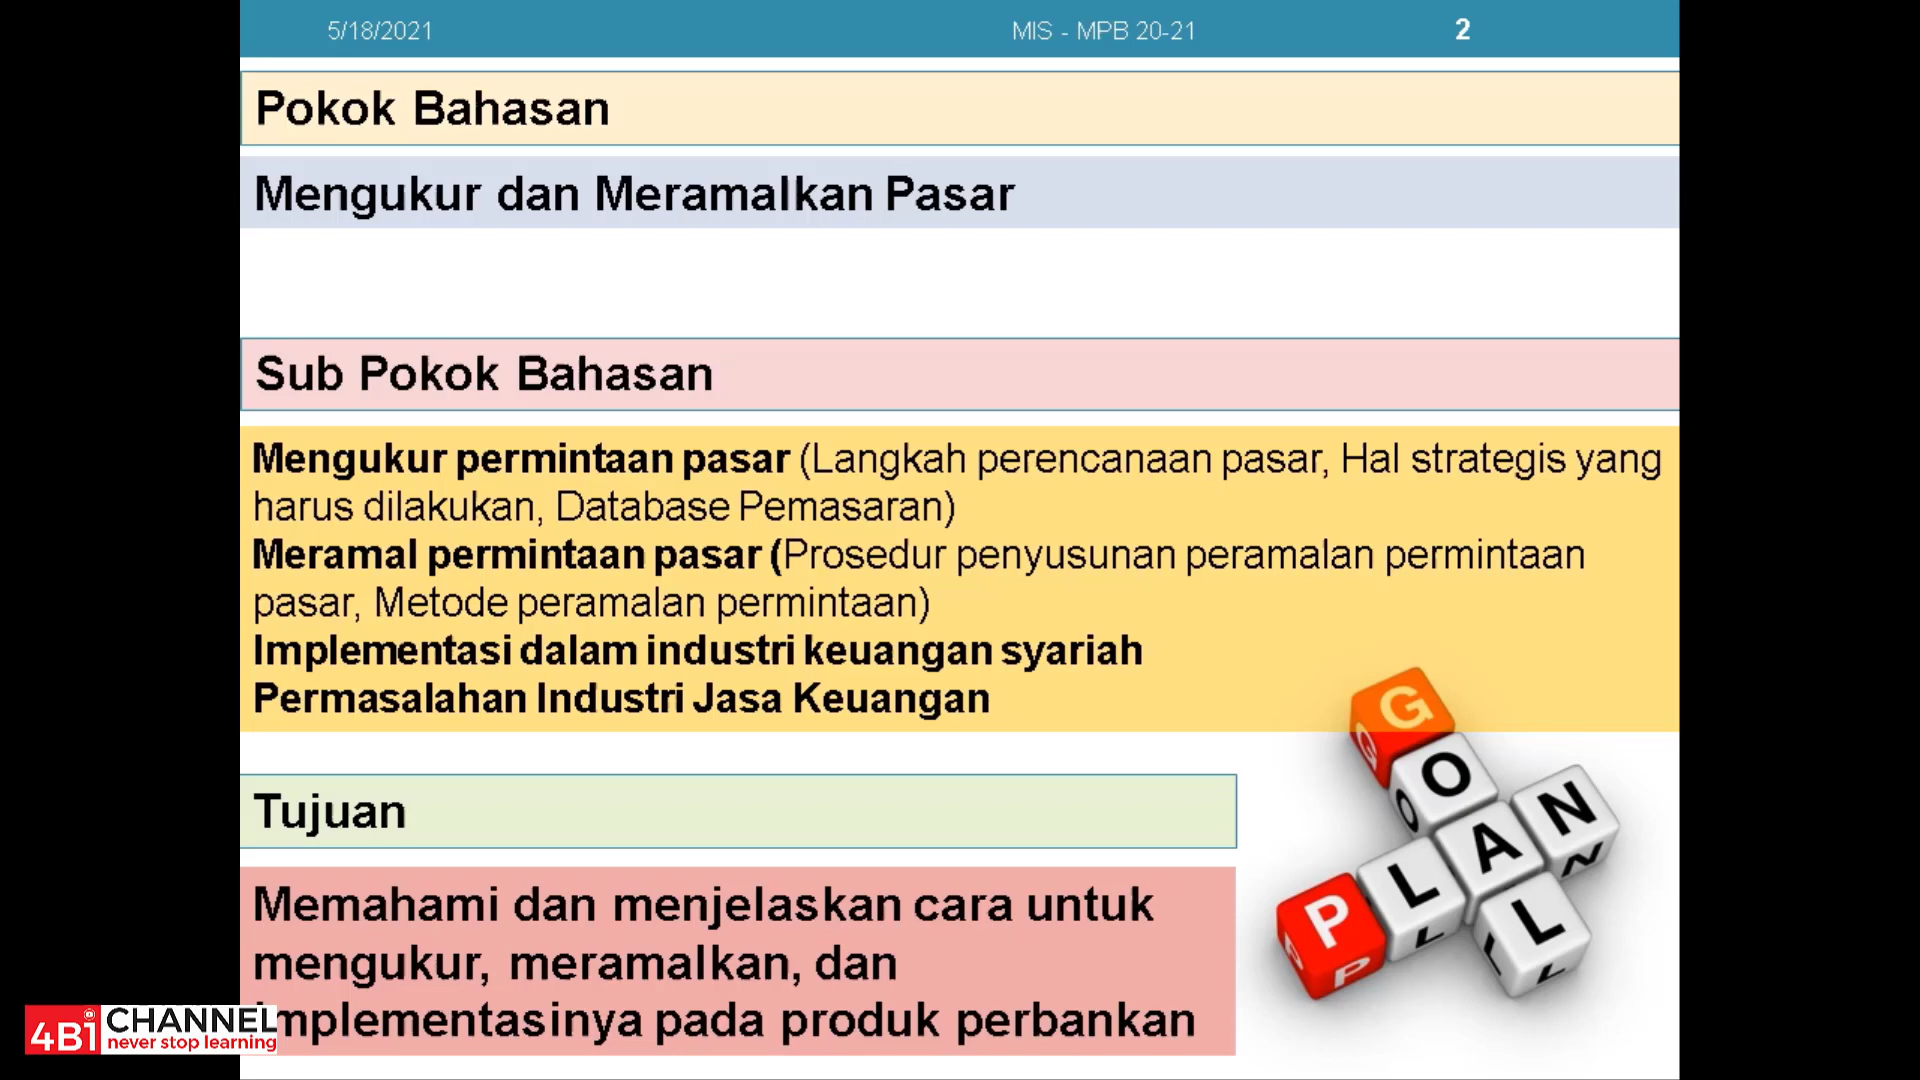 5/18/2021 MIS - MPB 20-21 2
Pokok Bahasan
Mengukur dan Meramalkan Pasar
Sub Pokok Bahasan
Mengukur permintaan pasar (Langkah perencanaan pasar, Hal strategis yang
harus dilakukan, Database Pemasaran)
Meramal permintaan pasar (Prosedur penyusunan peramalan permintaan
pasar, Metode peramalan permintaan)
Implementasi dalam industri keuangan syariah
Permasalahan Industri Jasa Keuangan
Tujuan
Memahami dan menjelaskan cara untuk
mengukur, meramalkan, dan
implementasinya pada produk perbankan
GOAL
PLAN
4Bi CHANNEL
never stop learning